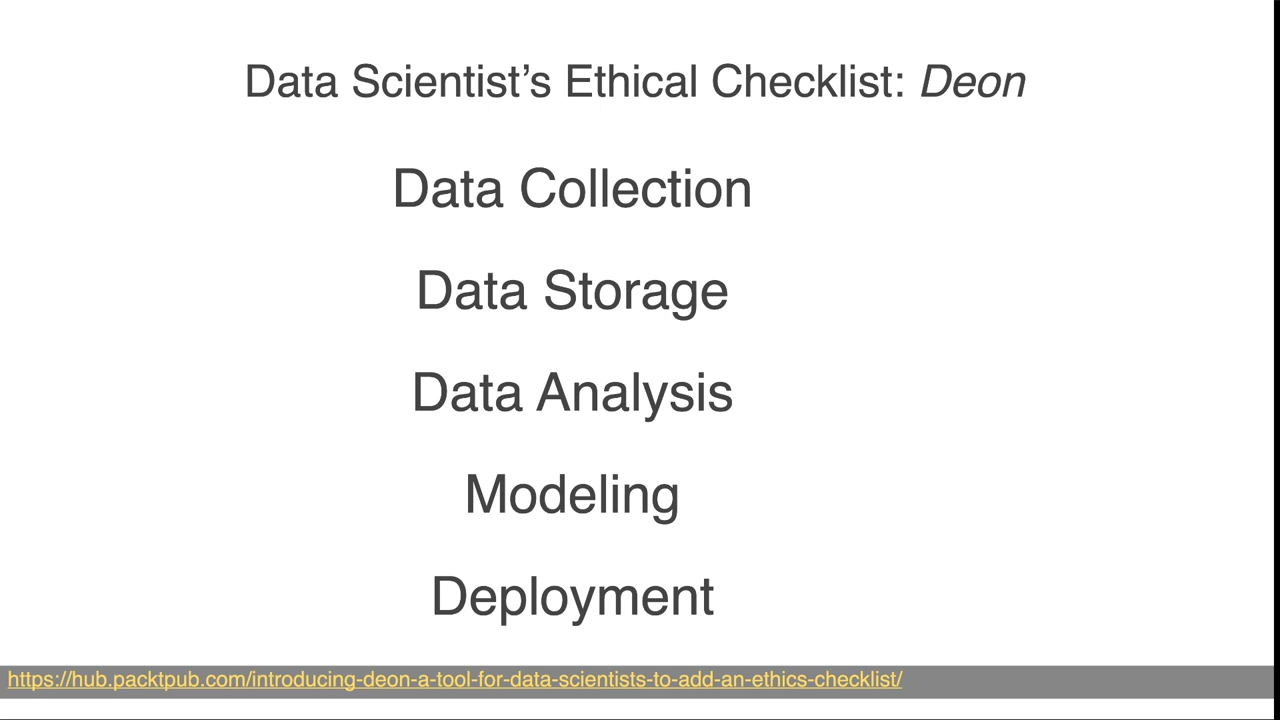 Data Scientist’s Ethical Checklist: Deon
Data Collection
Data Storage
Data Analysis
Modeling
Deployment
https://hub.packtpub.com/introducing-deon-a-tool-for-data-scientists-to-add-an-ethics-checklist/